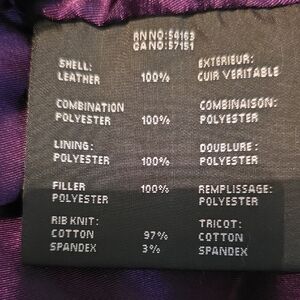 RN NO:54163
CA NO:57151
SHELL: EXTERIEUR:
LEATHER 100% CUIR VERITABLE
COMBINATION COMBINAISON:
POLYESTER 100% POLYESTER
LINING: DOUBLURE:
POLYESTER 100% POLYESTER
FILLER 100% REMPLISSAGE:
POLYESTER POLYESTER
RIB KNIT: TRICOT:
COTTON 97% COTTON
SPANDEX 3% SPANDEX